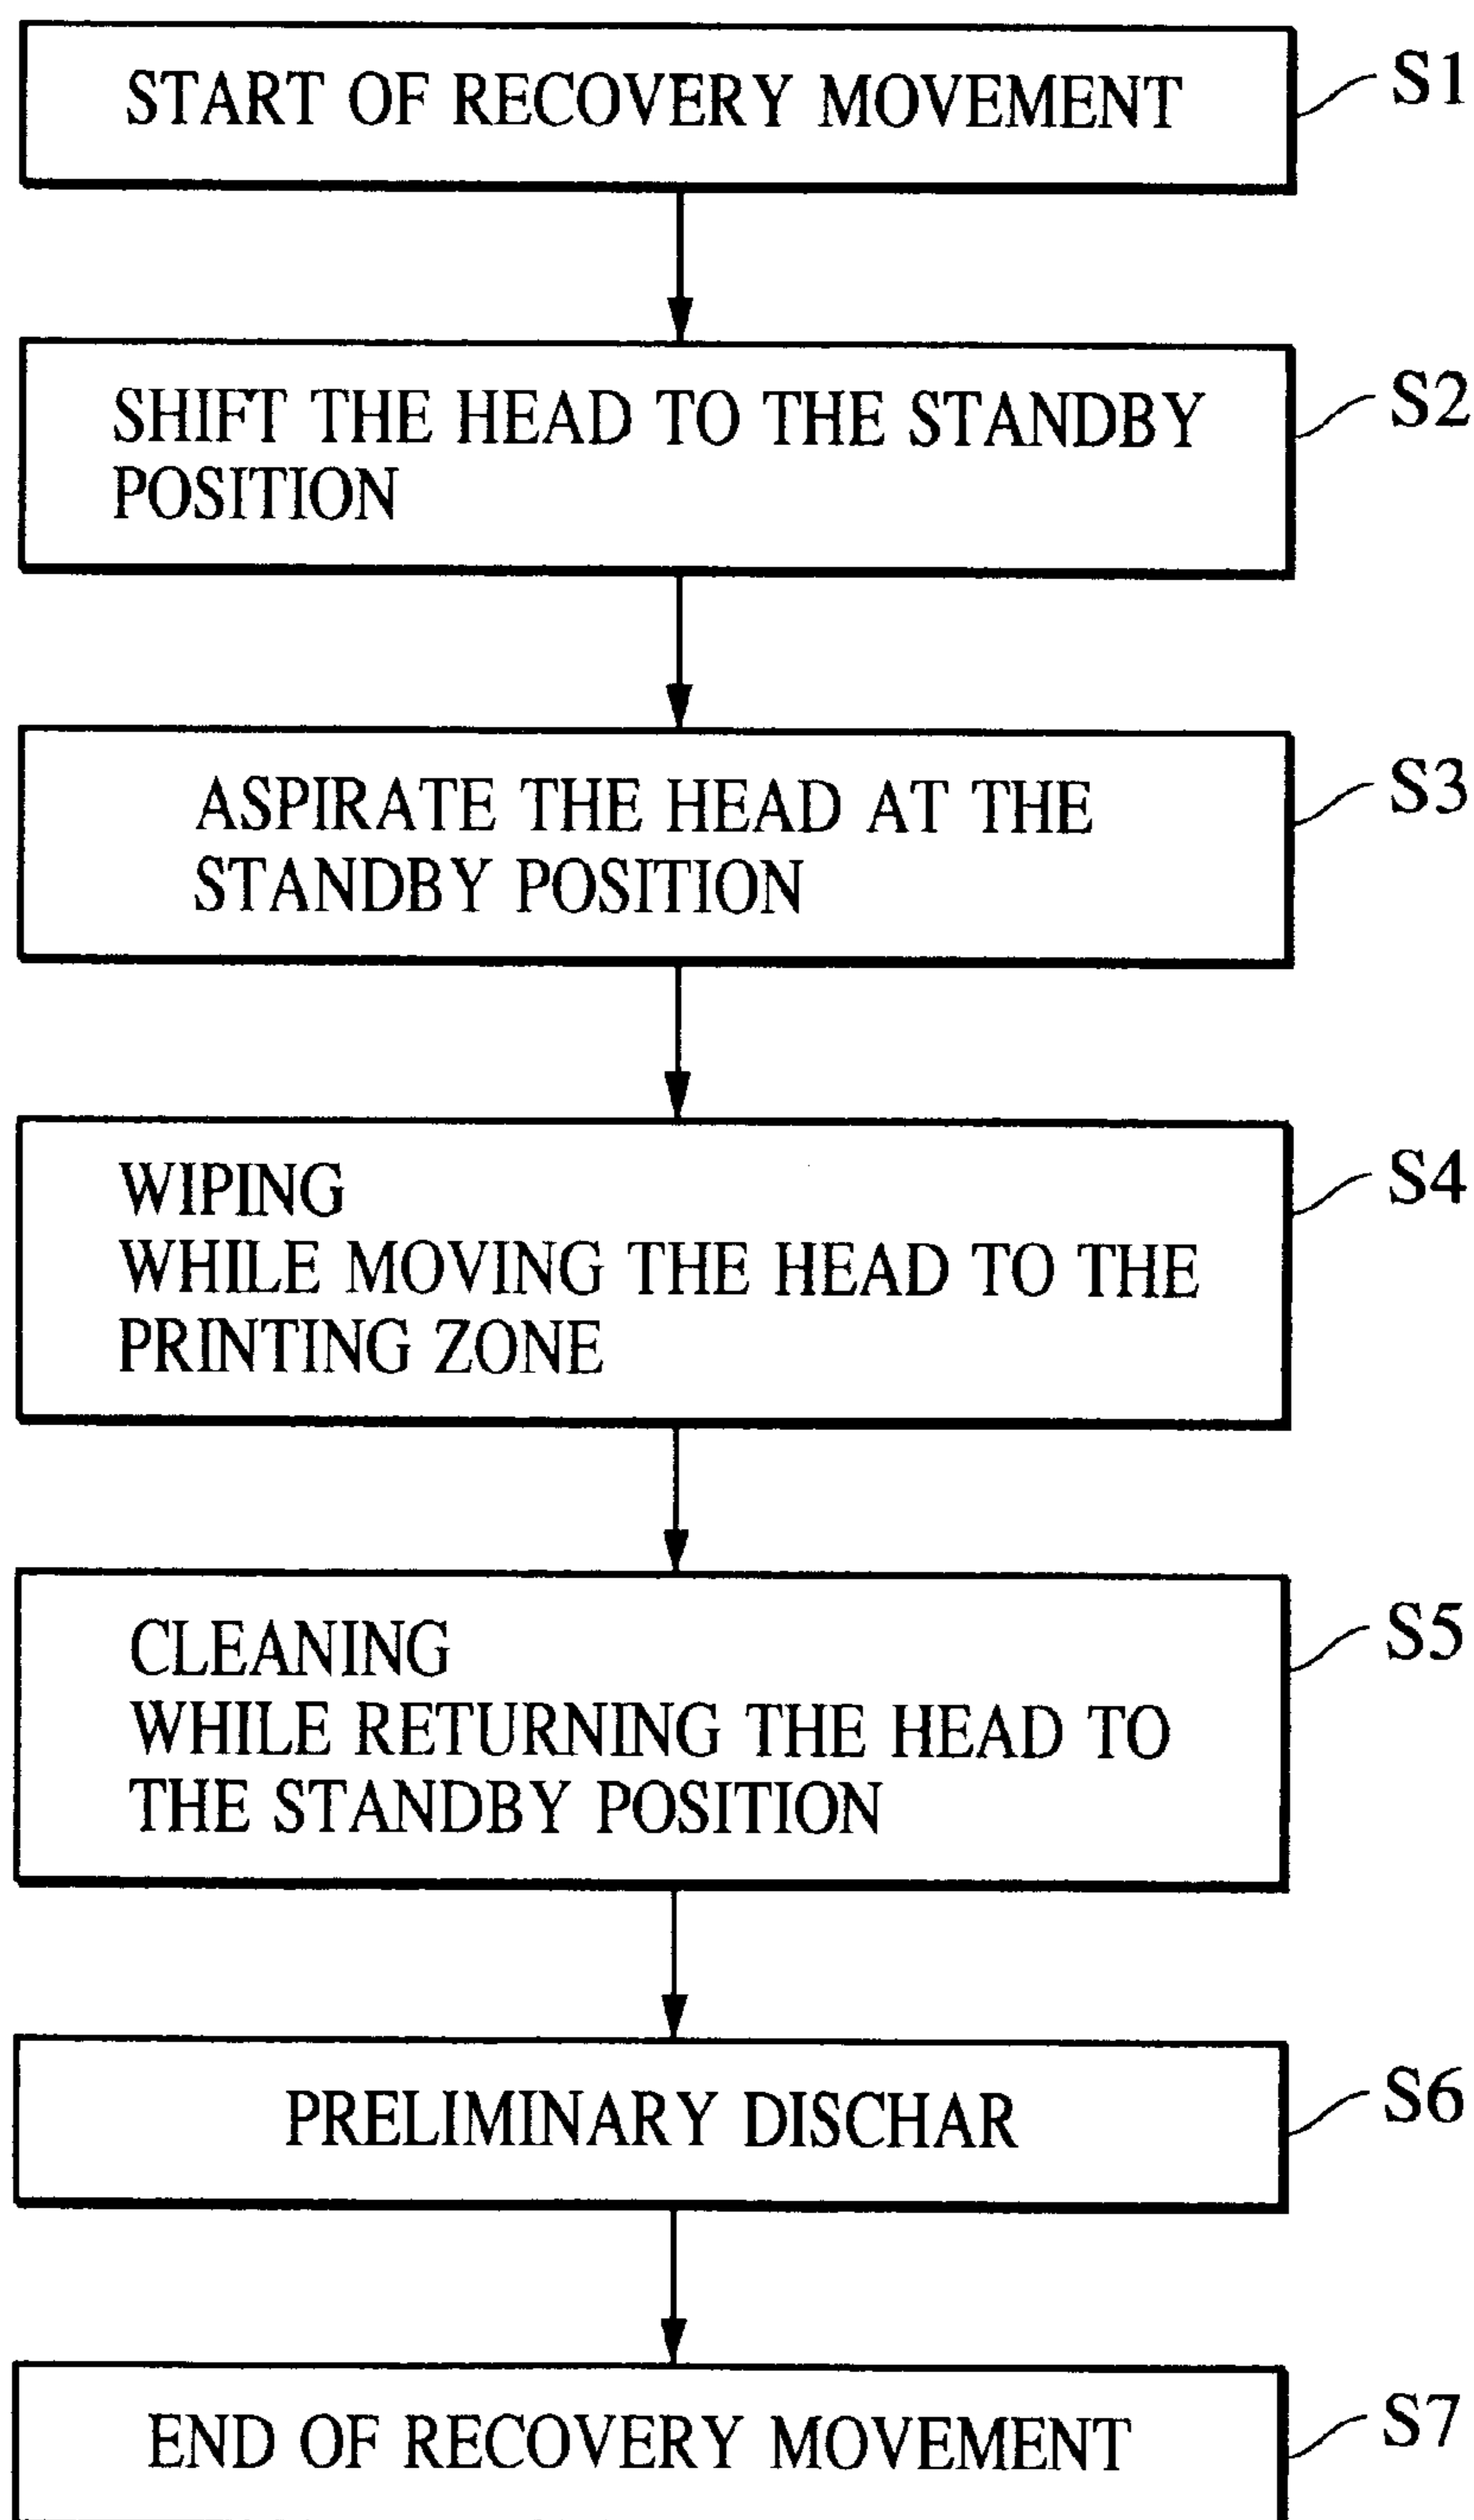 START OF RECOVERY MOVEMENT S1
SHIFT THE HEAD TO THE STANDBY S2
POSITION
ASPIRATE THE HEAD AT THE S3
STANDBY POSITION
WIPING S4
WHILE MOVING THE HEAD TO THE
PRINTING ZONE
CLEANING S5
WHILE RETURNING THE HEAD TO
THE STANDBY POSITION
PRELIMINARY DISCHAR S6
END OF RECOVERY MOVEMENT S7